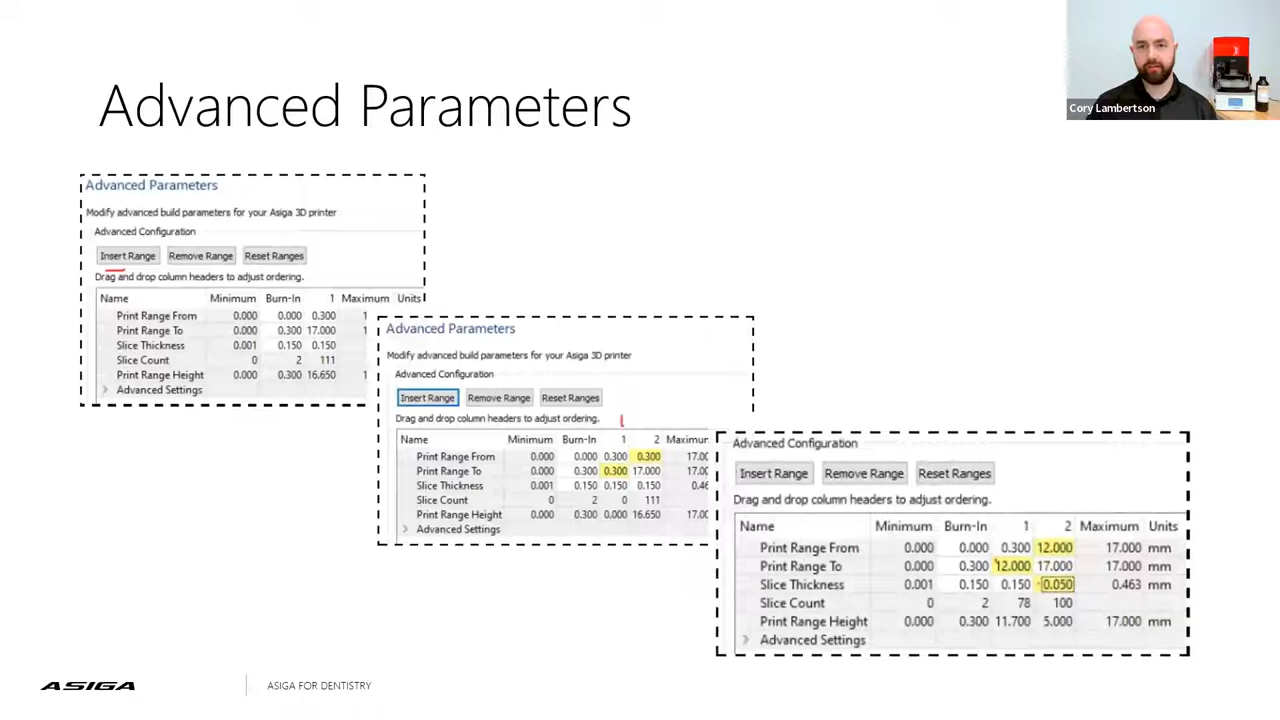 Cory Lambertson
Advanced Parameters
Advanced Parameters
Modify advanced build parameters for your Asiga 3D printer
Advanced Configuration
Insert Range Remove Range Reset Ranges
Drag and drop column headers to adjust ordering.
Name Minimum Burn-In 1 Maximum Units
Print Range From 0.000 0.000 0.300 1
Print Range To 0.000 0.300 17.000 1
Slice Thickness 0.001 0.150 0.150
Slice Count 0 2 111
Print Range Height 0.000 0.300 16.650 1
Advanced Settings
Advanced Parameters
Modify advanced build parameters for your Asiga 3D printer
Advanced Configuration
Insert Range Remove Range Reset Ranges
Drag and drop column headers to adjust ordering.
Name Minimum Burn-In 1 2 Maximur
Print Range From 0.000 0.000 0.300 0.300 17.00
Print Range To 0.000 0.300 0.300 17.000 17.00
Slice Thickness 0.001 0.150 0.150 0.150 0.46
Slice Count 0 2 0 111
Print Range Height 0.000 0.300 0.000 16.650 17.00
Advanced Settings
Advanced Configuration
Insert Range Remove Range Reset Ranges
Drag and drop column headers to adjust ordering.
Name Minimum Burn-In 1 2 Maximum Units
Print Range From 0.000 0.000 0.300 12.000 17.000 mm
Print Range To 0.000 0.300 12.000 17.000 17.000 mm
Slice Thickness 0.001 0.150 0.150 0.050 0.463 mm
Slice Count 0 2 78 100
Print Range Height 0.000 0.300 11.700 5.000 17.000 mm
Advanced Settings
ASIGA
ASIGA FOR DENTISTRY